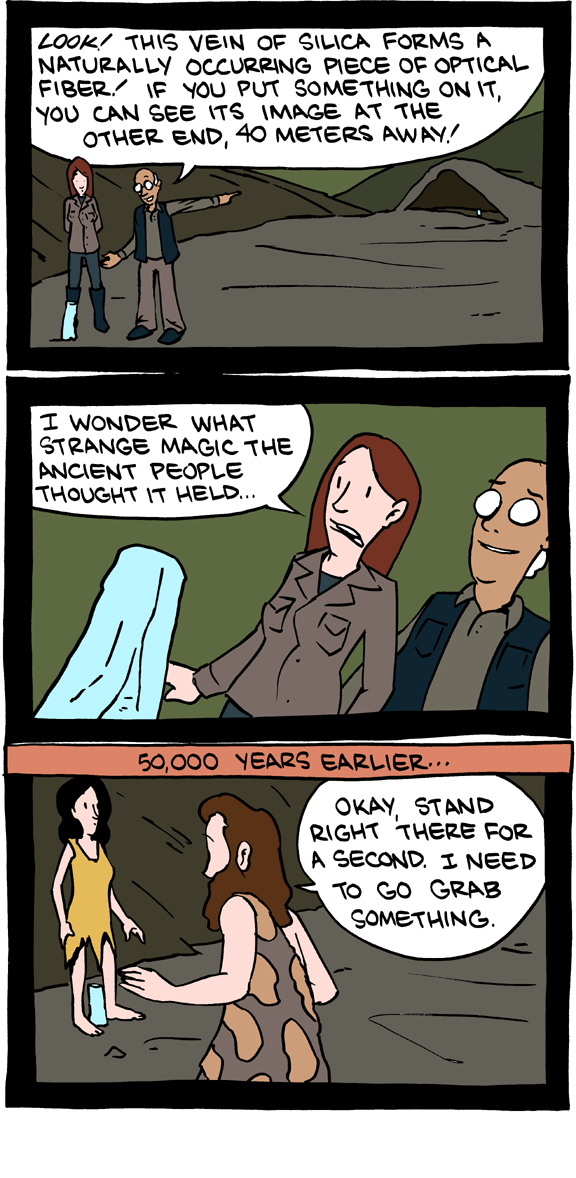 LOOK! THIS VEIN OF SILICA FORMS A
NATURALLY OCCURRING PIECE OF OPTICAL
FIBER! IF YOU PUT SOMETHING ON IT,
YOU CAN SEE ITS IMAGE AT THE
OTHER END, 40 METERS AWAY!
I WONDER WHAT
STRANGE MAGIC THE
ANCIENT PEOPLE
THOUGHT IT HELD...
50,000 YEARS EARLIER...
OKAY, STAND
RIGHT THERE FOR
A SECOND. I NEED
TO GO GRAB
SOMETHING.